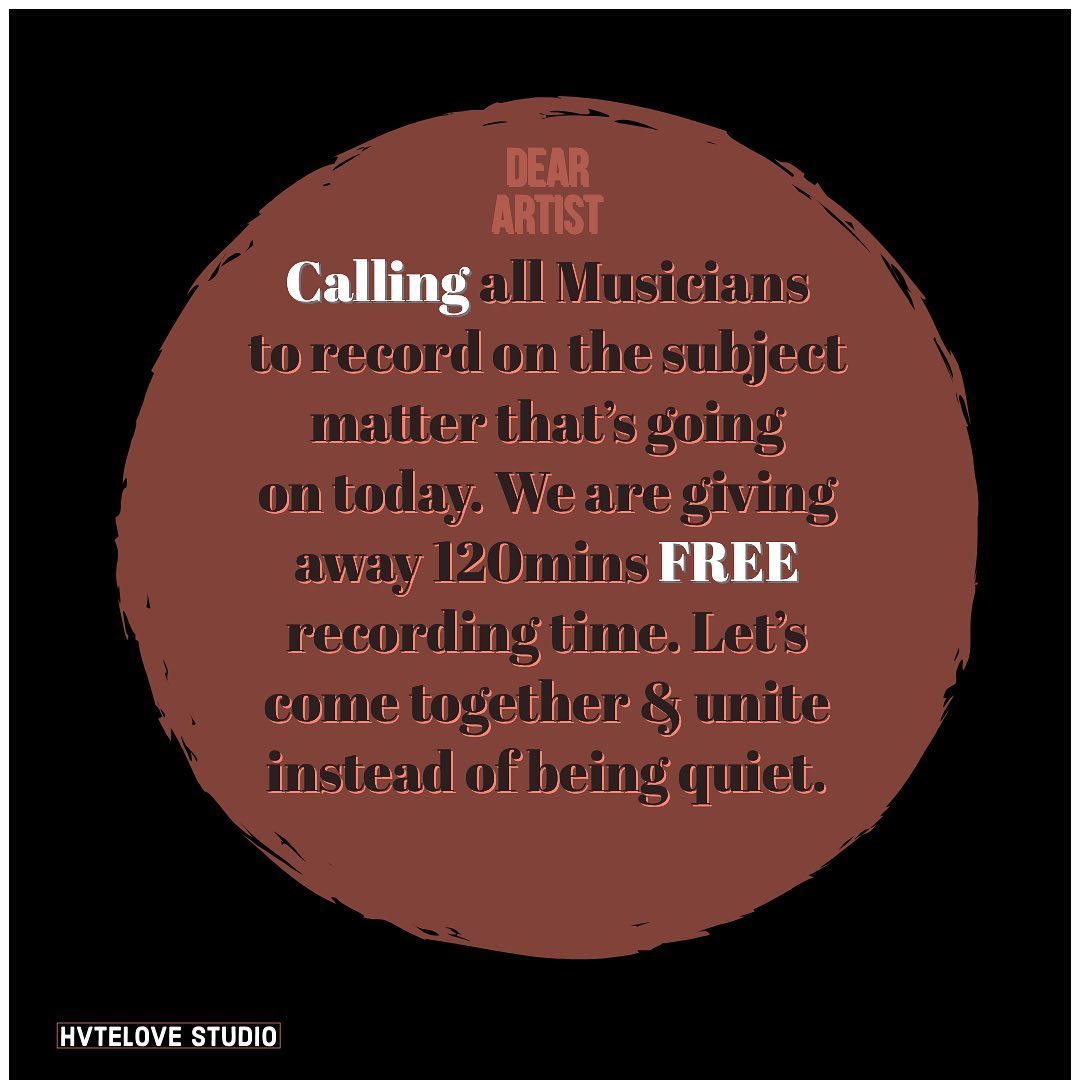 DEAR
ARTIST
Calling all Musicians
to record on the subject
matter that's going
on today. We are giving
away 120mins FREE
recording time. Let's
come together & unite
instead of being quiet.
HVTELOVE STUDIO